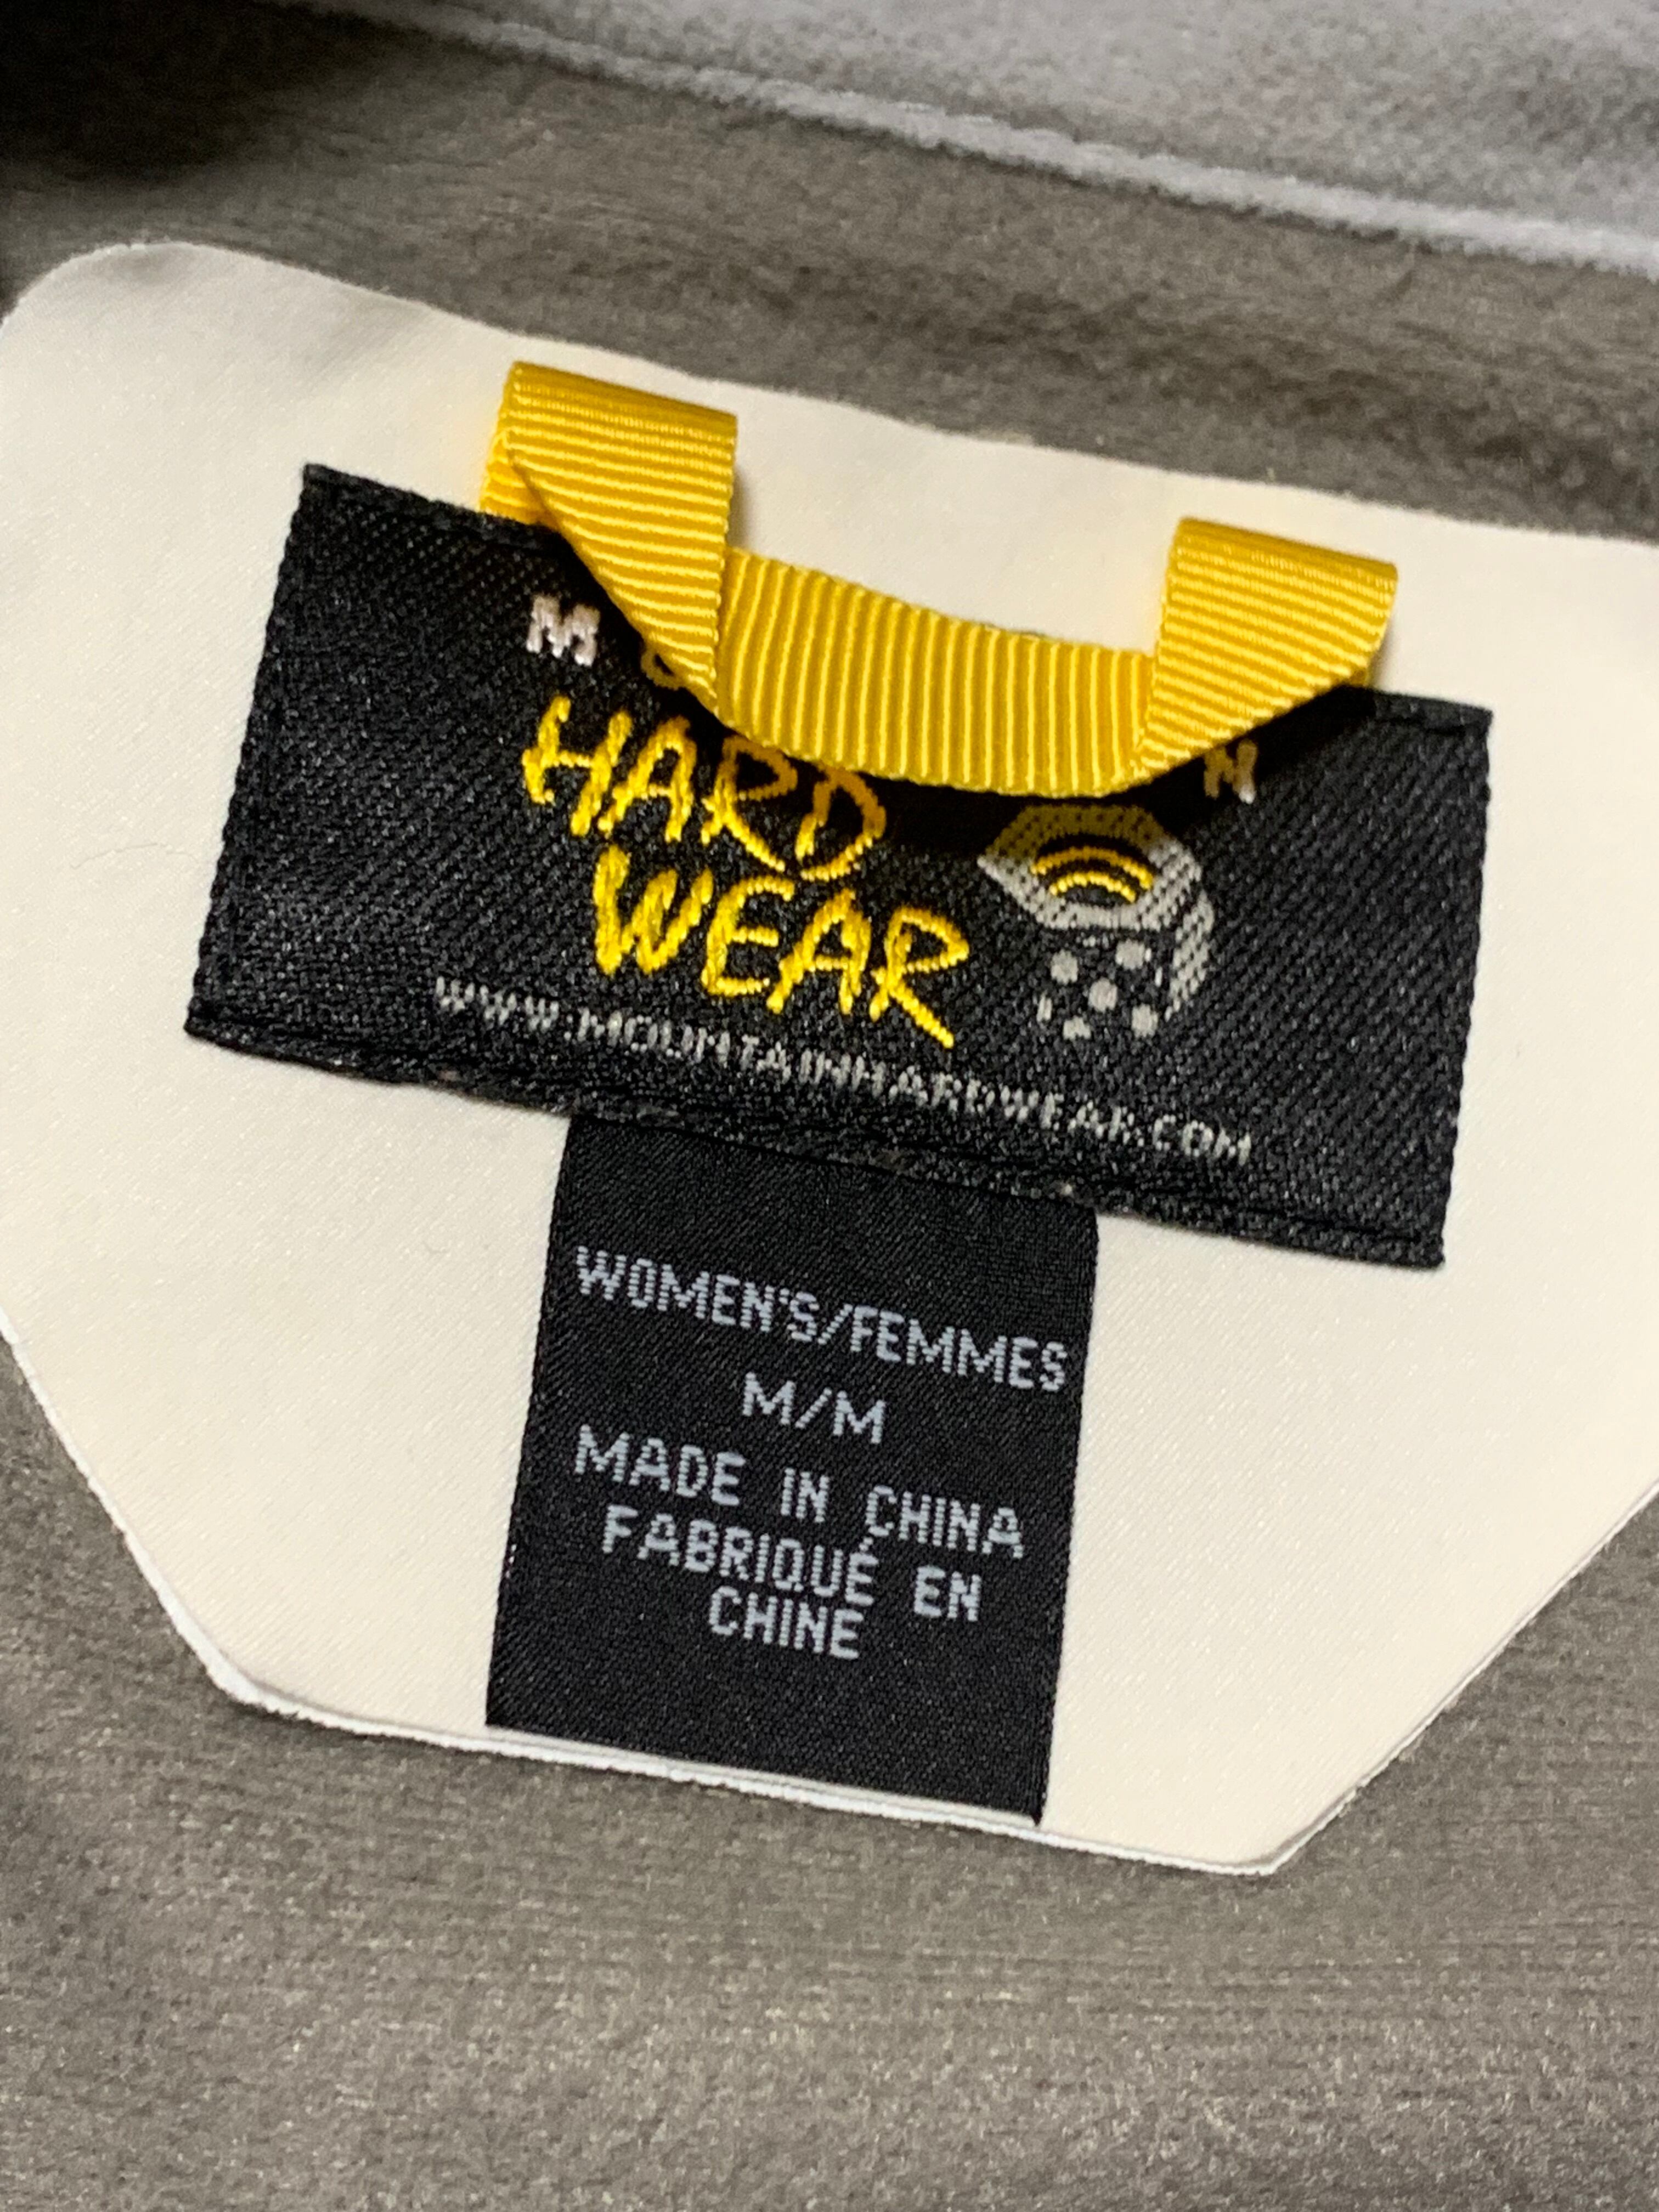 M O N
HARD
WEAR
WWW.MOUNTAINHARDWEAR.COM
WOMEN'S/FEMMES
M/M
MADE IN CHINA
FABRIQUÉ EN
CHINE